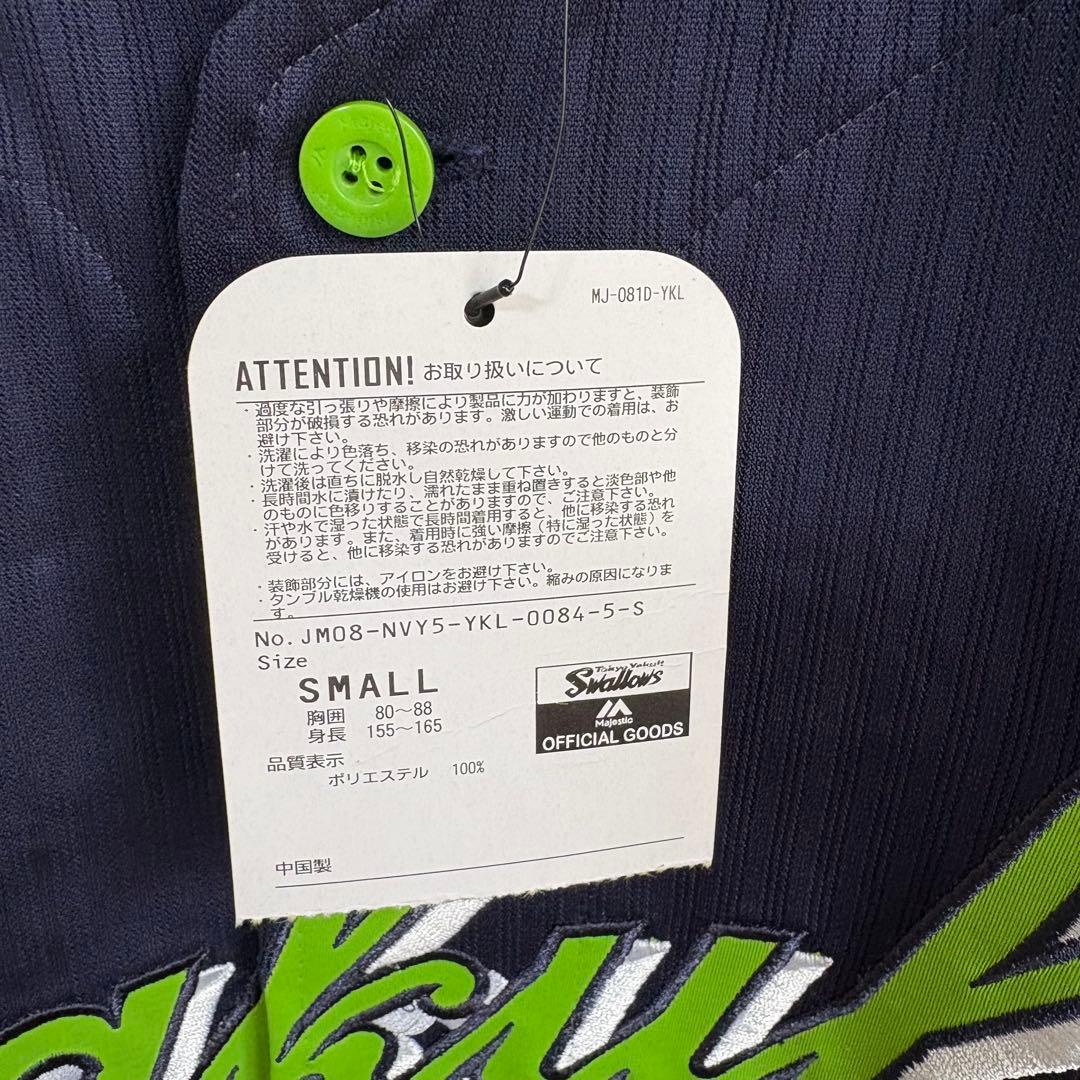 MJ-081D-YKL
ATTENTION! お取り扱いについて
・過度な引っ張りや摩擦により製品に力が加わりますと、装飾
部分が破損する恐れがあります。激しい運動での着用は、お
避け下さい。
・洗濯により色落ち、移染の恐れがありますので他のものと分
けて洗ってください。
・洗濯後は直ちに脱水し自然乾燥して下さい。
・長時間水に漬けたり、濡れたまま重ね置きすると淡色部や他
のものに色移りすることがありますので、ご注意下さい。
・汗や水で湿った状態で長時間着用すると、他に移染する恐れ
があります。また、着用時に強い摩擦（特に湿った状態）を
受けると、他に移染する恐れがありますのでご注意下さい。
・装飾部分には、アイロンをお避け下さい。
・タンブル乾燥機の使用はお避け下さい。縮みの原因になりま
す。
No. JM08-NVY5-YKL-0084-5-S
Size
SMALL
胸囲 80〜88
身長 155〜165
品質表示
ポリエステル 100%
Tokyo Yakult
Swallows
Majestic
OFFICIAL GOODS
中国製